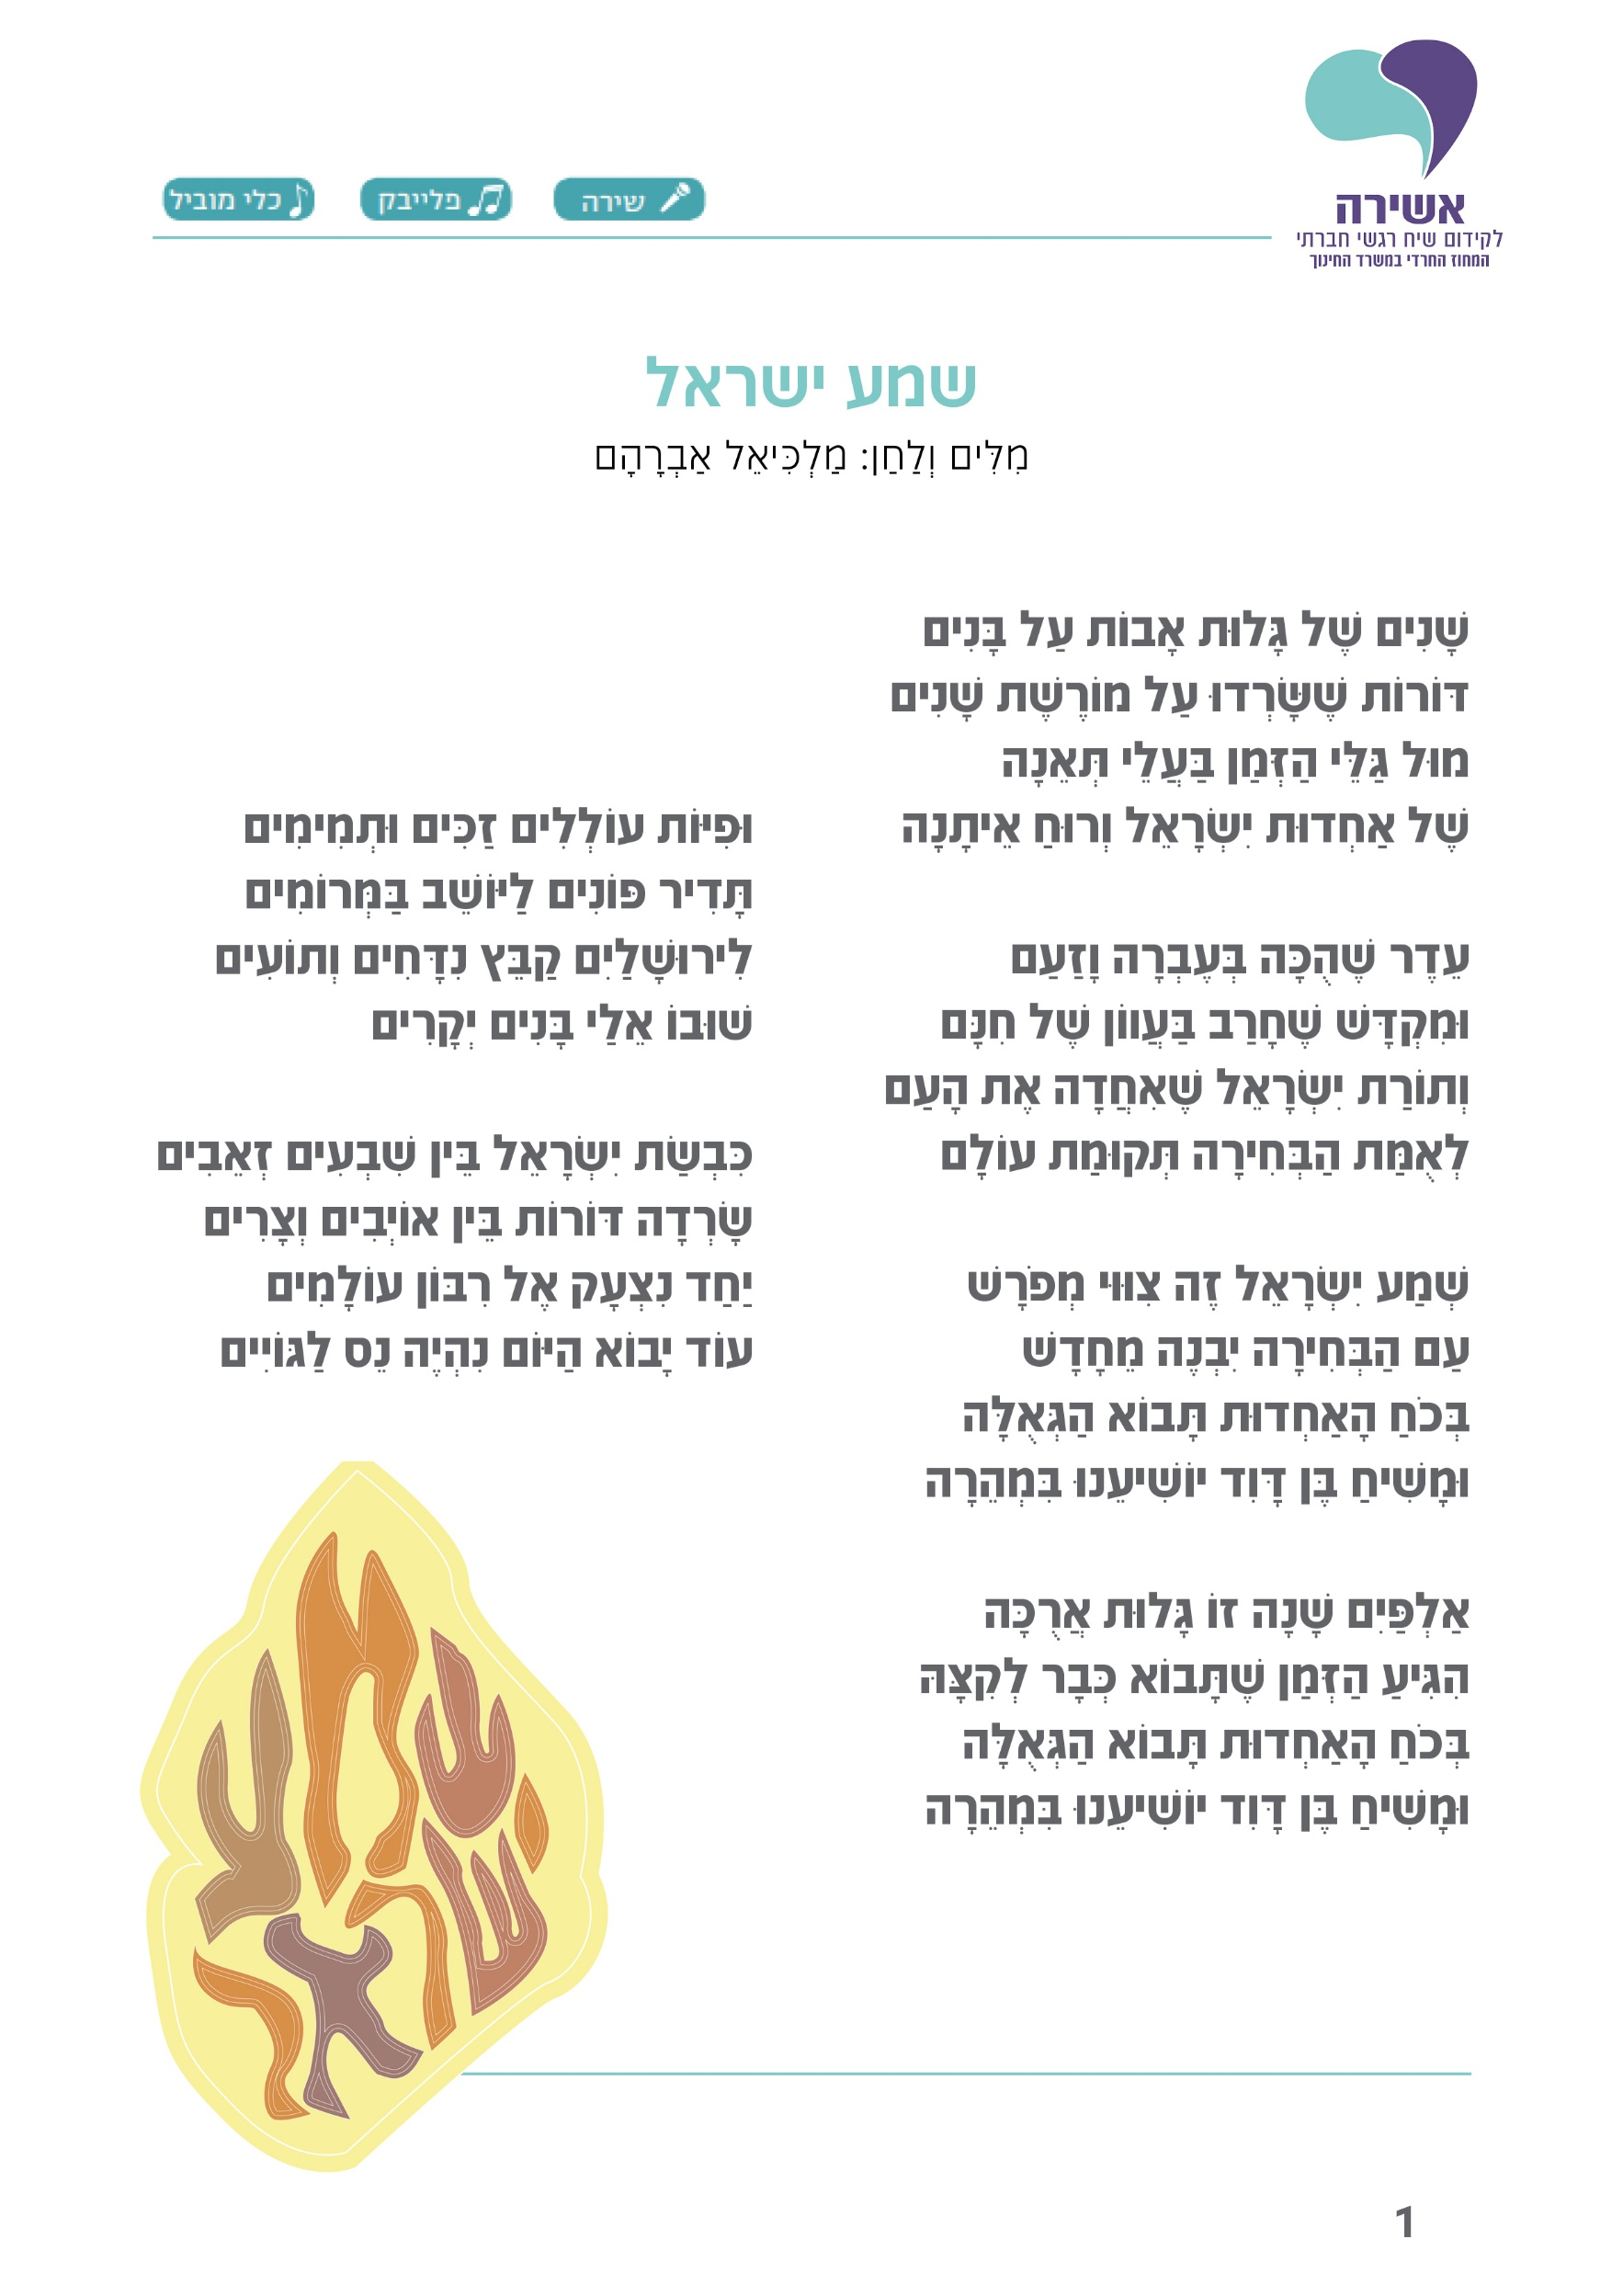 אשירה
לקידום שיח רגשי חברתי
המחוז החרדי במשרד החינוך
שירה
פלייבק
כלי מוביל
שמע ישראל
מִלִּים וְלַחַן: מַלְכִּיאֵל אַבְרָהָם
שָׁנִים שֶׁל גָּלוּת אָבוֹת עַל בָּנִים
דּוֹרוֹת שֶׁשָּׂרְדוּ עַל מוֹרֶשֶׁת שָׁנִים
מוּל גַּלֵּי הַזְּמַן בַּעֲלֵי תְּאֵנָה
שֶׁל אַחְדוּת יִשְׂרָאֵל וְרוּחַ אֵיתָנָה
עֵדֶר שֶׁהֻכָּה בְּעֶבְרָה וָזַעַם
וּמִקְדָּשׁ שֶׁחָרַב בַּעֲווֹן שֶׁל חִנָּם
וְתוֹרַת יִשְׂרָאֵל שֶׁאִחֲדָה אֶת הָעַם
לְאֻמַּת הַבְּחִירָה תְּקוּמַת עוֹלָם
שְׁמַע יִשְׂרָאֵל זֶה צִוּוּי מְפֹרָשׁ
עַם הַבְּחִירָה יִבְנֶה מֵחָדָשׁ
בְּכֹחַ הָאַחְדוּת תָּבוֹא הַגְּאֻלָּה
וּמָשִׁיחַ בֶּן דָּוִד יוֹשִׁיעֵנוּ בִּמְהֵרָה
אַלְפַּיִם שָׁנָה זוֹ גָּלוּת אֲרֻכָּה
הִגִּיעַ הַזְּמַן שֶׁתָּבוֹא כְּבָר לְקִצָּהּ
בְּכֹחַ הָאַחְדוּת תָּבוֹא הַגְּאֻלָּה
וּמָשִׁיחַ בֶּן דָּוִד יוֹשִׁיעֵנוּ בִּמְהֵרָה
וּפִיּוֹת עוֹלְלִים זַכִּים וּתְמִימִים
תָּדִיר פּוֹנִים לַיּוֹשֵׁב בַּמְּרוֹמִים
לִירוּשָׁלַיִם קַבֵּץ נִדָּחִים וְתוֹעִים
שׁוּבוֹ אֵלַי בָּנִים יְקָרִים
כִּבְשַׂת יִשְׂרָאֵל בֵּין שִׁבְעִים זְאֵבִים
שָׂרְדָה דּוֹרוֹת בֵּין אוֹיְבִים וְצָרִים
יַחַד נִצְעָק אֶל רִבּוֹן עוֹלָמִים
עוֹד יָבוֹא הַיּוֹם נִהְיֶה נֵס לַגּוֹיִים
1